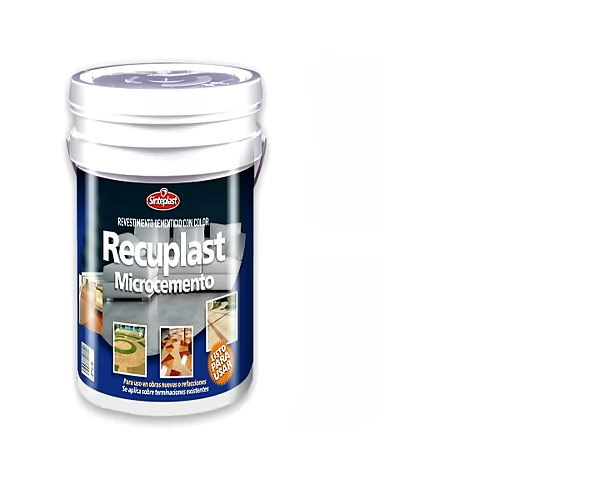 Sinteplast
REVESTIMIENTO CEMENTICIO CON COLOR
Recuplast
Microcemento
LISTO
PARA
USAR
Para uso en obras nuevas o refacciones
Se aplica sobre terminaciones existentes